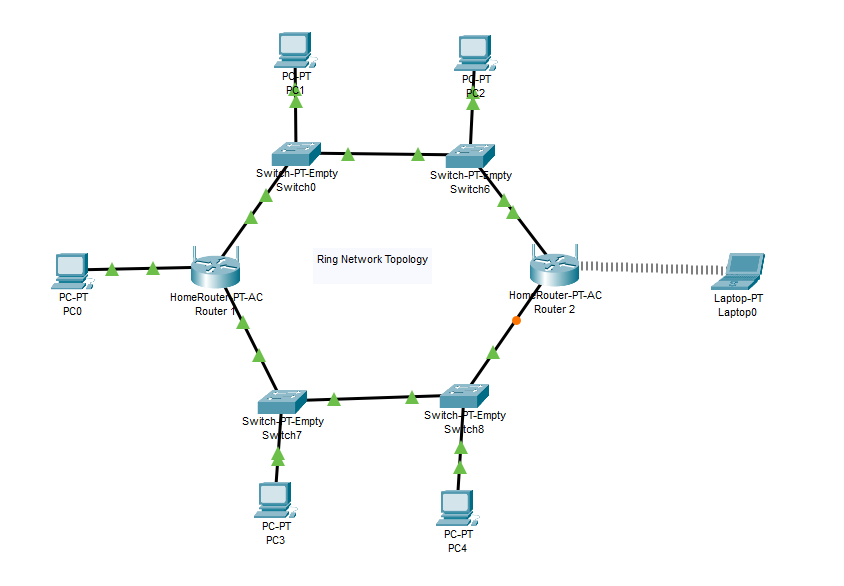 PC-PT
PC1
PC-PT
PC2
Switch-PT-Empty
Switch0
Switch-PT-Empty
Switch6
Ring Network Topology
PC-PT
PC0
HomeRouter-PT-AC
Router 1
HomeRouter-PT-AC
Router 2
Laptop-PT
Laptop0
Switch-PT-Empty
Switch7
Switch-PT-Empty
Switch8
PC-PT
PC3
PC-PT
PC4